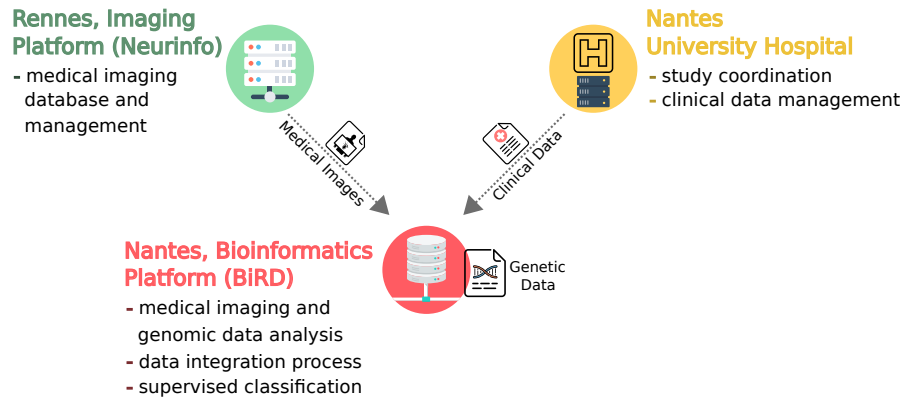 Rennes, Imaging
Platform (Neurinfo)
- medical imaging
database and
management
Nantes
University Hospital
- study coordination
- clinical data management
H
Medical Images
Clinical Data
Nantes, Bioinformatics
Platform (BiRD)
- medical imaging and
genomic data analysis
- data integration process
- supervised classification
Genetic
Data